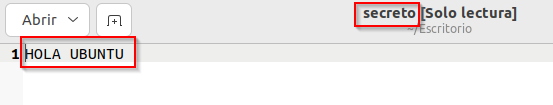 Abrir
secreto [Solo lectura]
~/Escritorio
1 HOLA UBUNTU